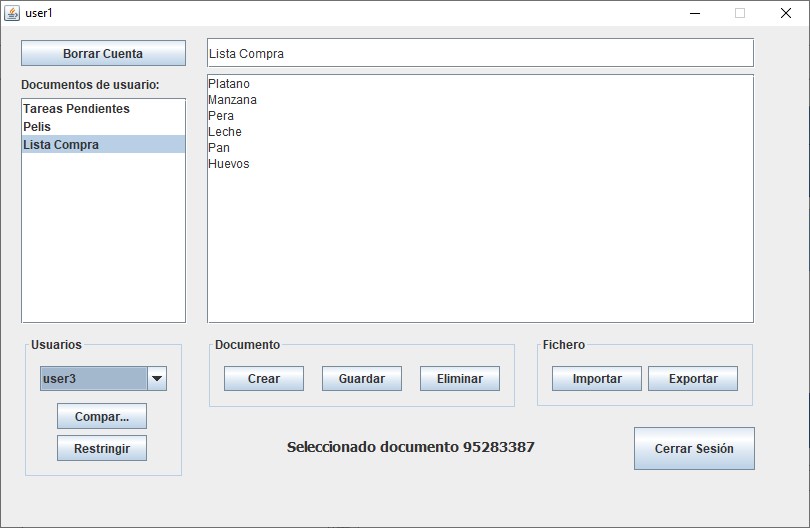 user1
Borrar Cuenta
Lista Compra
Documentos de usuario:
Tareas Pendientes
Pelis
Lista Compra
Platano
Manzana
Pera
Leche
Pan
Huevos
Usuarios
user3
Compar...
Restringir
Documento
Crear
Guardar
Eliminar
Fichero
Importar
Exportar
Seleccionado documento 95283387
Cerrar Sesión